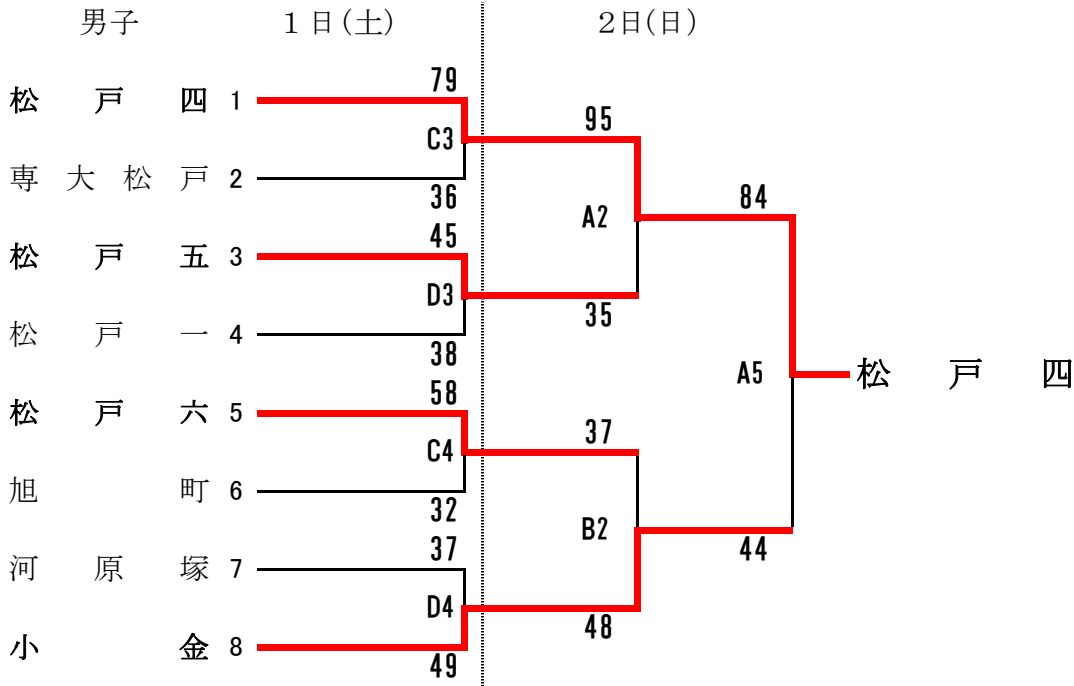 男子 1日(土) 2日(日)
79
松戸四 1
95
C3
専大松戸 2
36
84
A2
45
松戸五 3
D3
35
松戸一 4
38
A5 松戸四
58
松戸六 5
37
C4
旭町 6
32
B2
37
44
河原塚 7
D4
48
小金 8
49